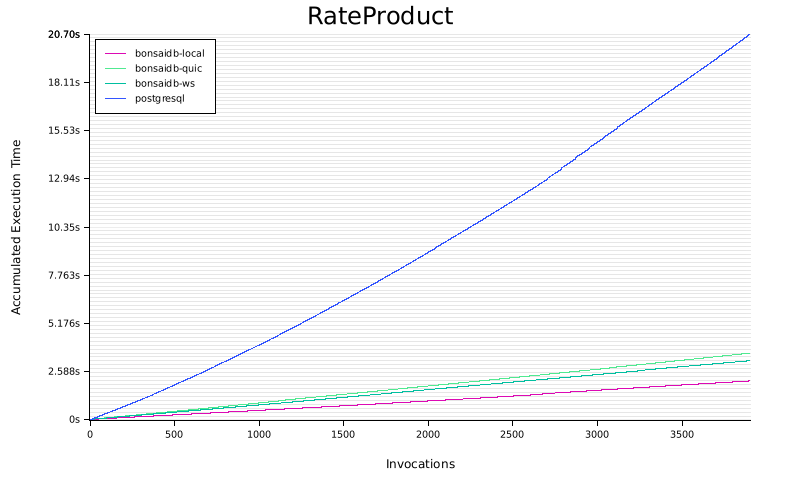 RateProduct
20.70s
bonsaidb-local
bonsaidb-quic
bonsaidb-ws
postgresql
18.11s
15.53s
12.94s
10.35s
7.763s
5.176s
2.588s
0s
Accumulated Execution Time
0 500 1000 1500 2000 2500 3000 3500
Invocations